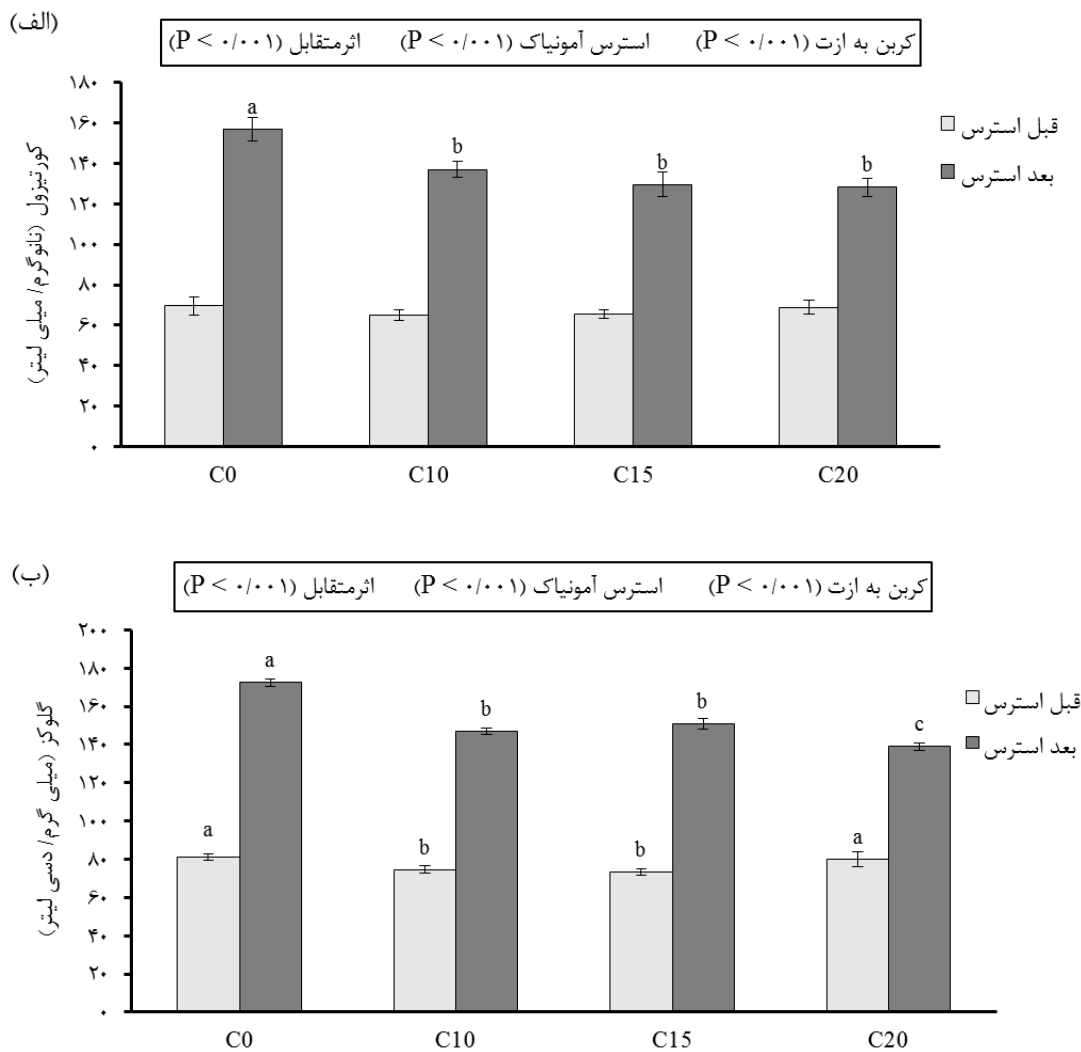 (الف)
کربن به ازت (P < ۰/۰۰۱) استرس آمونیاک (P < ۰/۰۰۱) اثرمتقابل (P < ۰/۰۰۱)
کورتیزول (نانوگرم/ میلی لیتر)
۱۸۰
۱۶۰
۱۴۰
۱۲۰
۱۰۰
۸۰
۶۰
۴۰
۲۰
۰
a
b
b
b
قبل استرس
بعد استرس
C0 C10 C15 C20
(ب)
کربن به ازت (P < ۰/۰۰۱) استرس آمونیاک (P < ۰/۰۰۱) اثرمتقابل (P < ۰/۰۰۱)
گلوکز (میلی گرم/ دسی لیتر)
۲۰۰
۱۸۰
۱۶۰
۱۴۰
۱۲۰
۱۰۰
۸۰
۶۰
۴۰
۲۰
۰
a
a
b
b
b
b
a
c
قبل استرس
بعد استرس
C0 C10 C15 C20